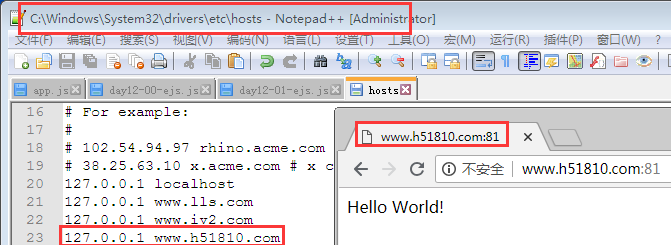 C:\Windows\System32\drivers\etc\hosts - Notepad++ [Administrator]
文件(F) 编辑(E) 搜索(S) 视图(V) 编码(N) 语言(L) 设置(T) 工具(O) 宏(M) 运行(R) 插件(P) 窗口(W) ?
app.js day12-00-ejs.js day12-01-ejs.js hosts
16 # For example:
17 #
18 # 102.54.94.97 rhino.acme.com
19 # 38.25.63.10 x.acme.com # x c
20 127.0.0.1 localhost
21 127.0.0.1 www.lls.com
22 127.0.0.1 www.iv2.com
23 127.0.0.1 www.h51810.com
www.h51810.com:81
不安全 www.h51810.com:81
Hello World!